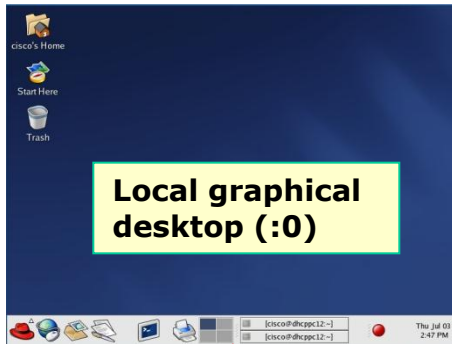 cisco's Home
Start Here
Trash
Local graphical
desktop (:0)
[cisco@dhcppc12:~]
[cisco@dhcppc12:~]
Thu Jul 03
2:47 PM